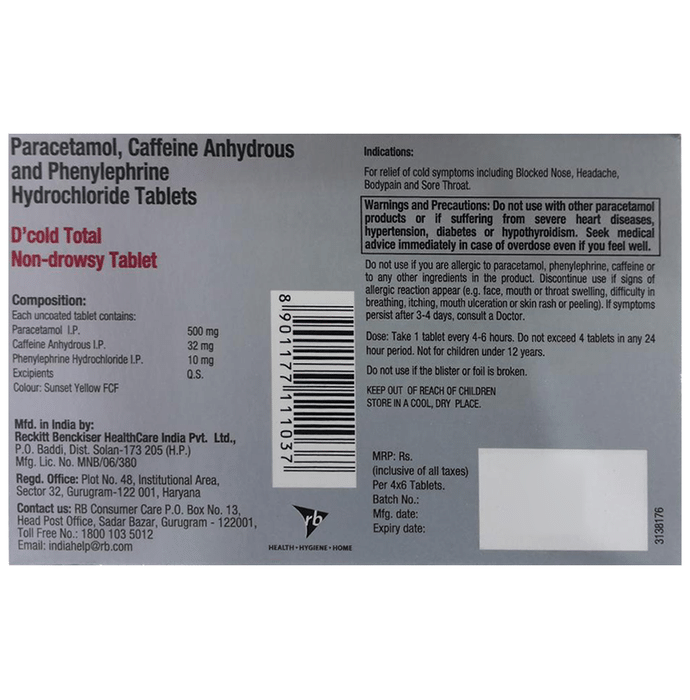 Paracetamol, Caffeine Anhydrous
and Phenylephrine
Hydrochloride Tablets
D'cold Total
Non-drowsy Tablet
Composition:
Each uncoated tablet contains:
Paracetamol I.P. 500 mg
Caffeine Anhydrous I.P. 32 mg
Phenylephrine Hydrochloride I.P. 10 mg
Excipients Q.S.
Colour: Sunset Yellow FCF
Mfd. in India by:
Reckitt Benckiser HealthCare India Pvt. Ltd.,
P.O. Baddi, Dist. Solan-173 205 (H.P.)
Mfg. Lic. No. MNB/06/380
Regd. Office: Plot No. 48, Institutional Area,
Sector 32, Gurugram-122 001, Haryana
Contact us: RB Consumer Care P.O. Box No. 13,
Head Post Office, Sadar Bazar, Gurugram - 122001,
Toll Free No.: 1800 103 5012
Email: indiahelp@rb.com
8 901177 111037
rb
HEALTH • HYGIENE • HOME
Indications:
For relief of cold symptoms including Blocked Nose, Headache,
Bodypain and Sore Throat.
Warnings and Precautions: Do not use with other paracetamol
products or if suffering from severe heart diseases,
hypertension, diabetes or hypothyodism. Seek medical
advice immediately in case of overdose even if you feel well.
Do not use if you are allergic to paracetamol, phenylephrine, caffeine or
to any other ingredients in the product. Discontinue use if signs of
allergic reaction appear (e.g. face, mouth or throat swelling, difficulty in
breathing, itching, mouth ulceration or skin rash or peeling). If symptoms
persist after 3-4 days, consult a Doctor.
Dose: Take 1 tablet every 4-6 hours. Do not exceed 4 tablets in any 24
hour period. Not for children under 12 years.
Do not use if the blister or foil is broken.
KEEP OUT OF REACH OF CHILDREN
STORE IN A COOL, DRY PLACE.
MRP: Rs.
(inclusive of all taxes)
Per 4x6 Tablets.
Batch No.:
Mfg. date:
Expiry date:
3138176